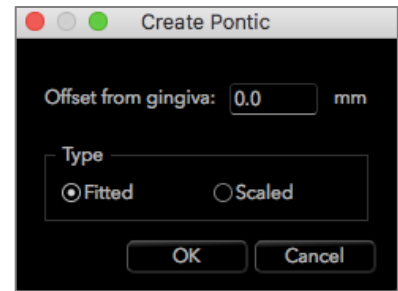 Create Pontic
Offset from gingiva: 0.0 mm
Type
Fitted Scaled
OK Cancel